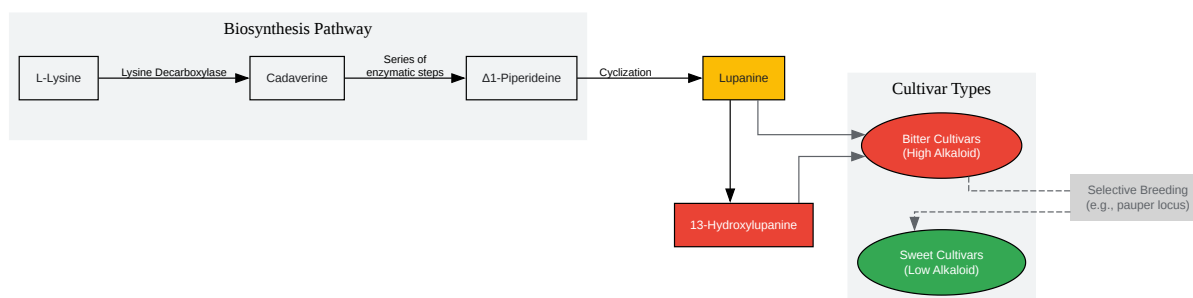 Biosynthesis Pathway
L-Lysine
Lysine Decarboxylase
Cadaverine
Series of
enzymatic steps
Δ1-Piperideine
Cyclization
Lupanine
13-Hydroxylupanine
Cultivar Types
Bitter Cultivars
(High Alkaloid)
Selective Breeding
(e.g., pauper locus)
Sweet Cultivars
(Low Alkaloid)